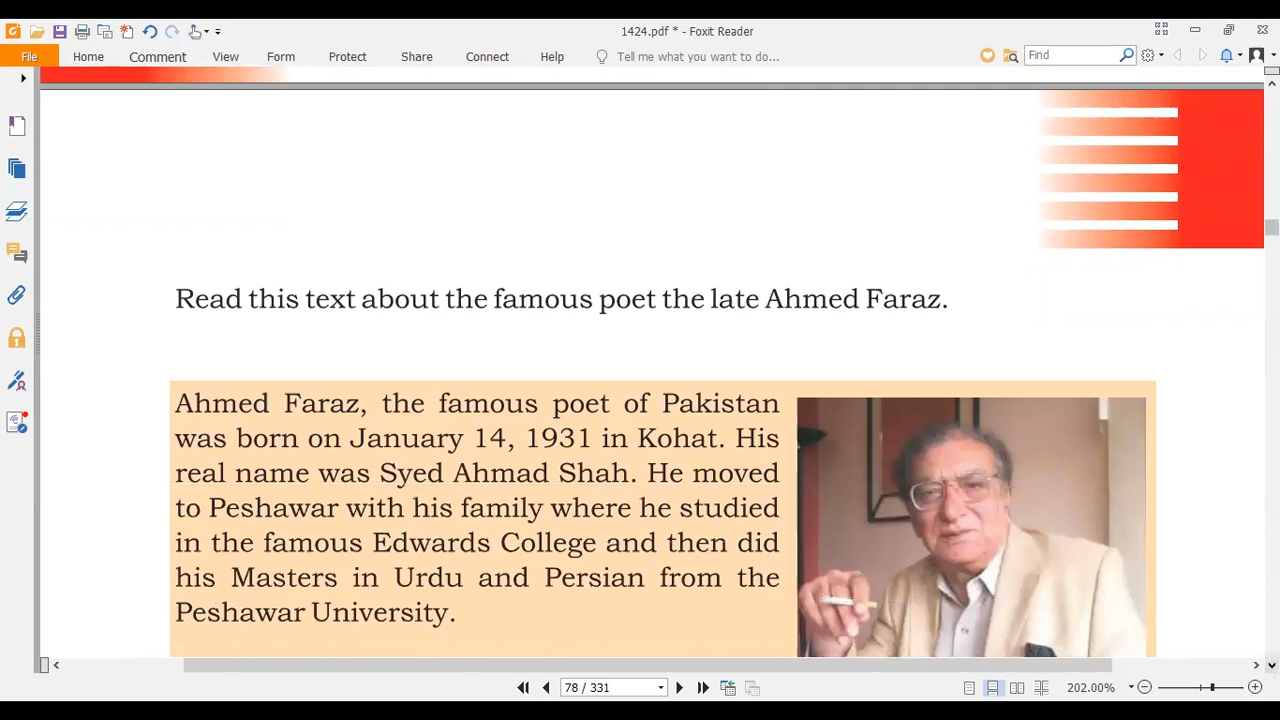 1424.pdf * - Foxit Reader
File Home Comment View Form Protect Share Connect Help Tell me what you want to do... Find
Read this text about the famous poet the late Ahmed Faraz.
Ahmed Faraz, the famous poet of Pakistan
was born on January 14, 1931 in Kohat. His
real name was Syed Ahmad Shah. He moved
to Peshawar with his family where he studied
in the famous Edwards College and then did
his Masters in Urdu and Persian from the
Peshawar University.
78 / 331 202.00%